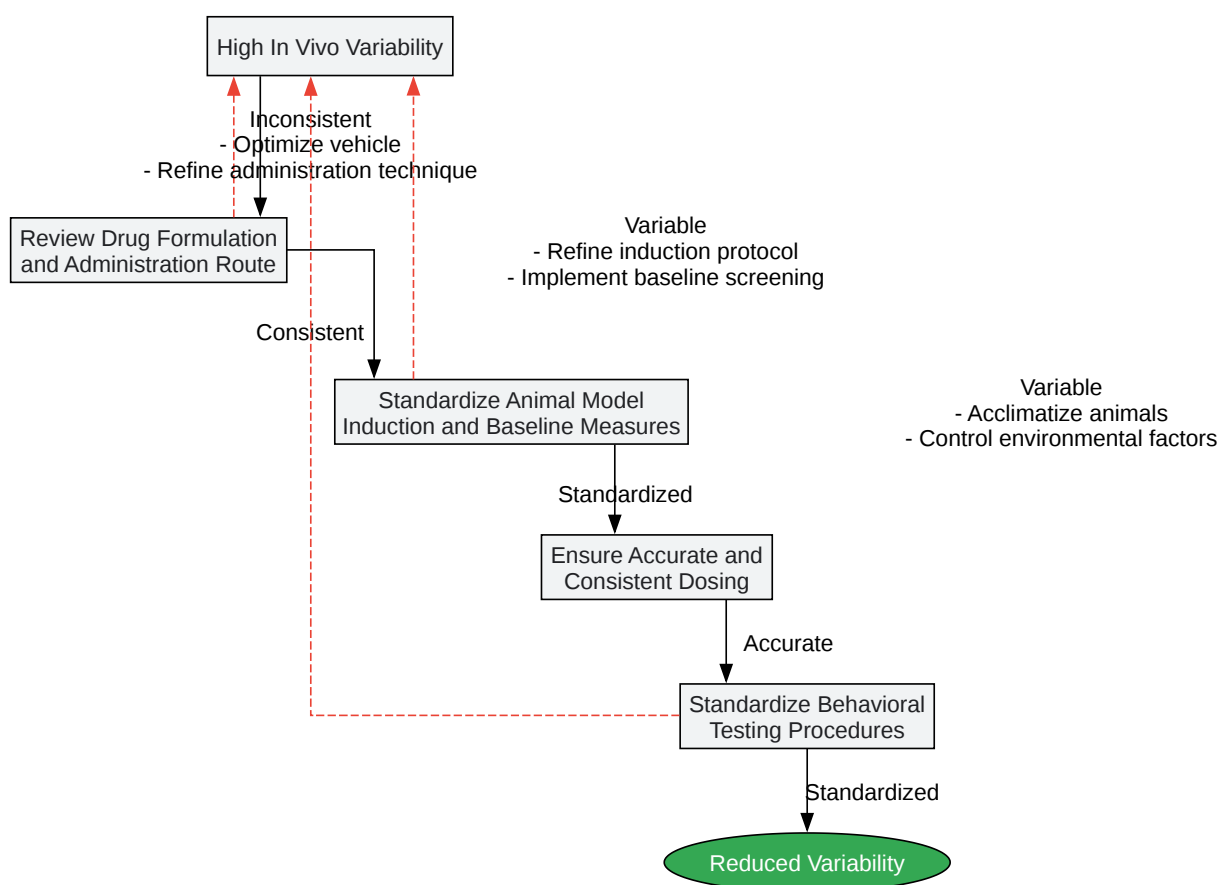 High In Vivo Variability
Inconsistent
- Optimize vehicle
- Refine administration technique
Review Drug Formulation
and Administration Route
Variable
- Refine induction protocol
- Implement baseline screening
Consistent
Standardize Animal Model
Induction and Baseline Measures
Variable
- Acclimatize animals
- Control environmental factors
Standardized
Ensure Accurate and
Consistent Dosing
Accurate
Standardize Behavioral
Testing Procedures
Standardized
Reduced Variability